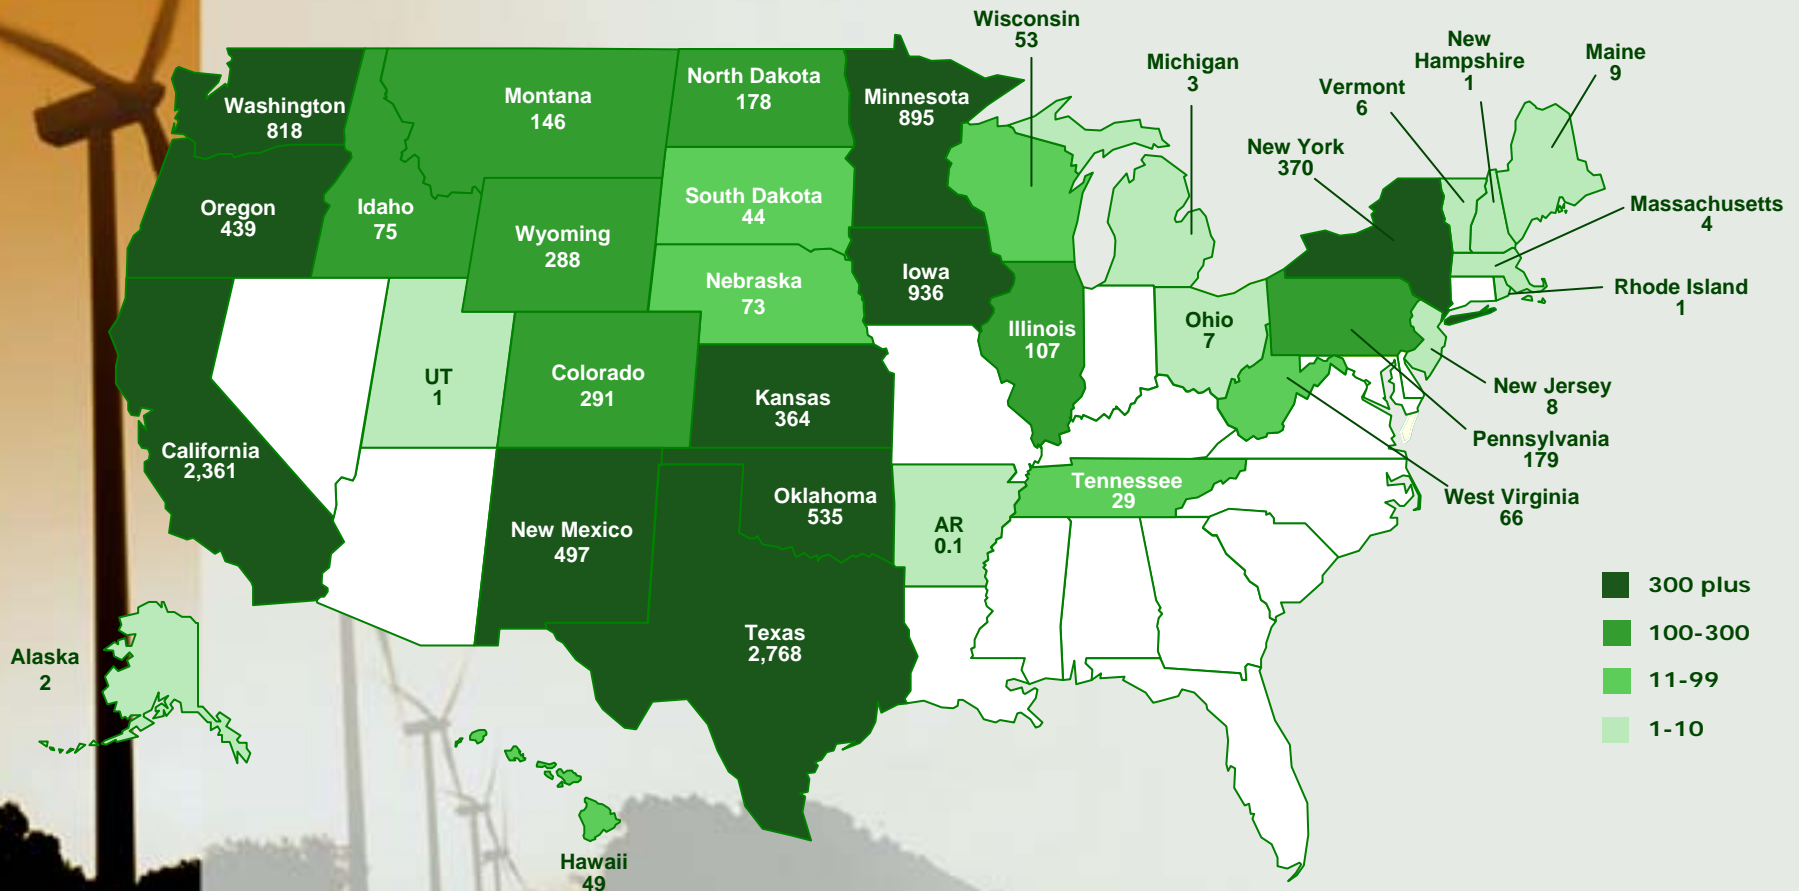 Wisconsin
53
Michigan
3
New
Hampshire
1
Maine
9
Vermont
6
New York
370
Massachusetts
4
Rhode Island
1
New Jersey
8
Pennsylvania
179
West Virginia
66
Washington
818
Montana
146
North Dakota
178
Minnesota
895
Oregon
439
Idaho
75
Wyoming
288
South Dakota
44
Nebraska
73
Iowa
936
Illinois
107
Ohio
7
UT
1
Colorado
291
Kansas
364
California
2,361
New Mexico
497
Oklahoma
535
AR
0.1
Tennessee
29
Texas
2,768
Alaska
2
Hawaii
49
300 plus
100-300
11-99
1-10